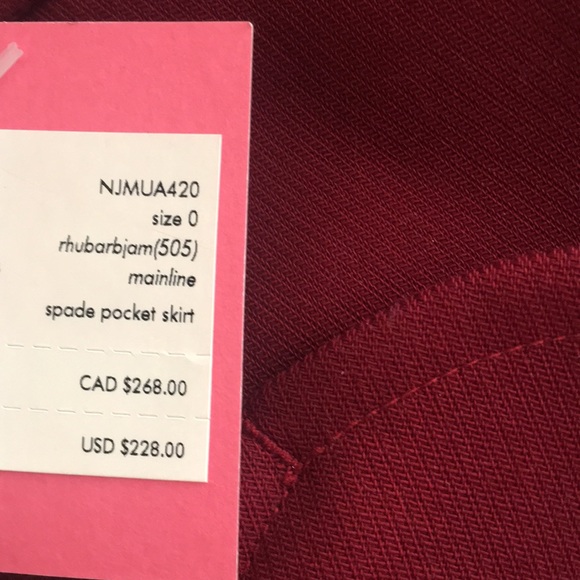 NJMUA420
size 0
rhubarbjam(505)
mainline
spade pocket skirt
CAD $268.00
USD $228.00